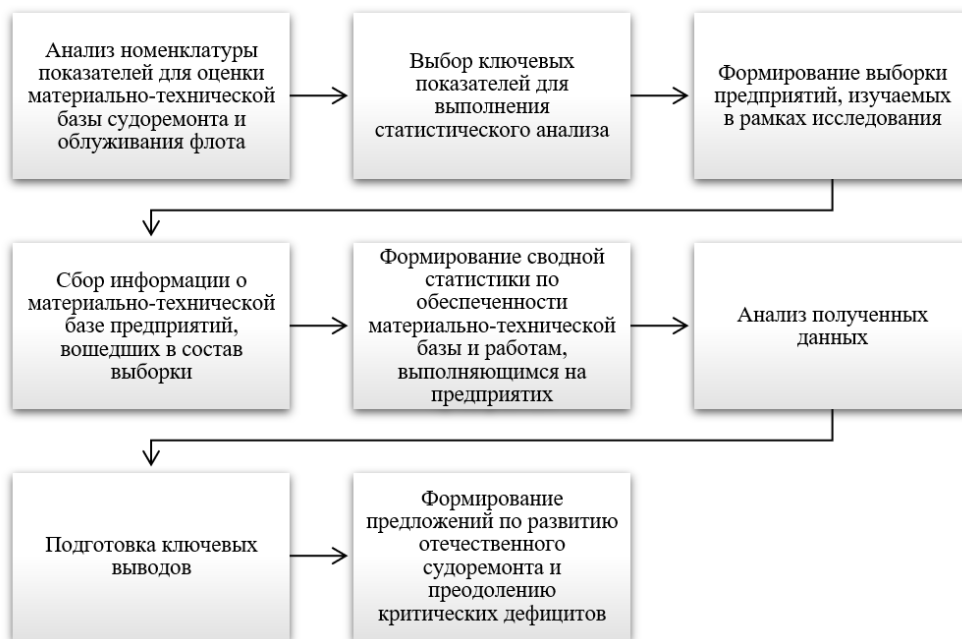 Анализ номенклатуры
показателей для оценки
материально-технической
базы судоремонта и
облуживания флота
Выбор ключевых
показателей для
выполнения
статистического анализа
Формирование выборки
предприятий, изучаемых
в рамках исследования
Сбор информации о
материально-технической
базе предприятий,
вошедших в состав
выборки
Формирование сводной
статистики по
обеспеченности
материально-технической
базы и работам,
выполняющимся на
предприятих
Анализ полученных
данных
Подготовка ключевых
выводов
Формирование
предложений по развитию
отечественного
судоремонта и
преодолению
критических дефицитов